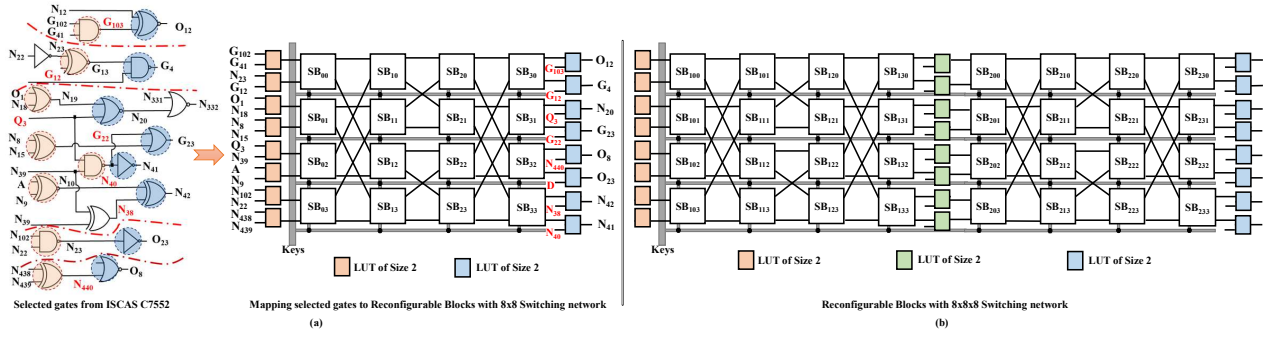 N12
G102
G103
G41
O12
N22
N23
G13
G4
G12
O1
N18
N19
N331
N332
Q3
N20
N8
N15
G22
G23
N39
N40
N41
A
N10
N9
N42
N39
N38
N102
N22
N23
O23
N438
N439
N440
O8
Selected gates from ISCAS C7552
G102
G41
N23
G12
O1
N18
N8
N15
Q3
N39
A
N9
N102
N22
N438
N439
SB00 SB10 SB20 SB30
SB01 SB11 SB21 SB31
SB02 SB12 SB22 SB32
SB03 SB13 SB23 SB33
G103
G12
Q3
G22
N440
D
N38
N40
O12
G4
N20
G23
O8
O23
N42
N41
Keys
LUT of Size 2 LUT of Size 2
Mapping selected gates to Reconfigurable Blocks with 8x8 Switching network
(a)
SB100 SB101 SB120 SB130 SB200 SB210 SB220 SB230
SB101 SB111 SB121 SB131 SB201 SB211 SB221 SB231
SB102 SB112 SB122 SB132 SB202 SB212 SB222 SB232
SB103 SB113 SB123 SB133 SB203 SB213 SB223 SB233
Keys
LUT of Size 2 LUT of Size 2 LUT of Size 2
Reconfigurable Blocks with 8x8x8 Switching network
(b)